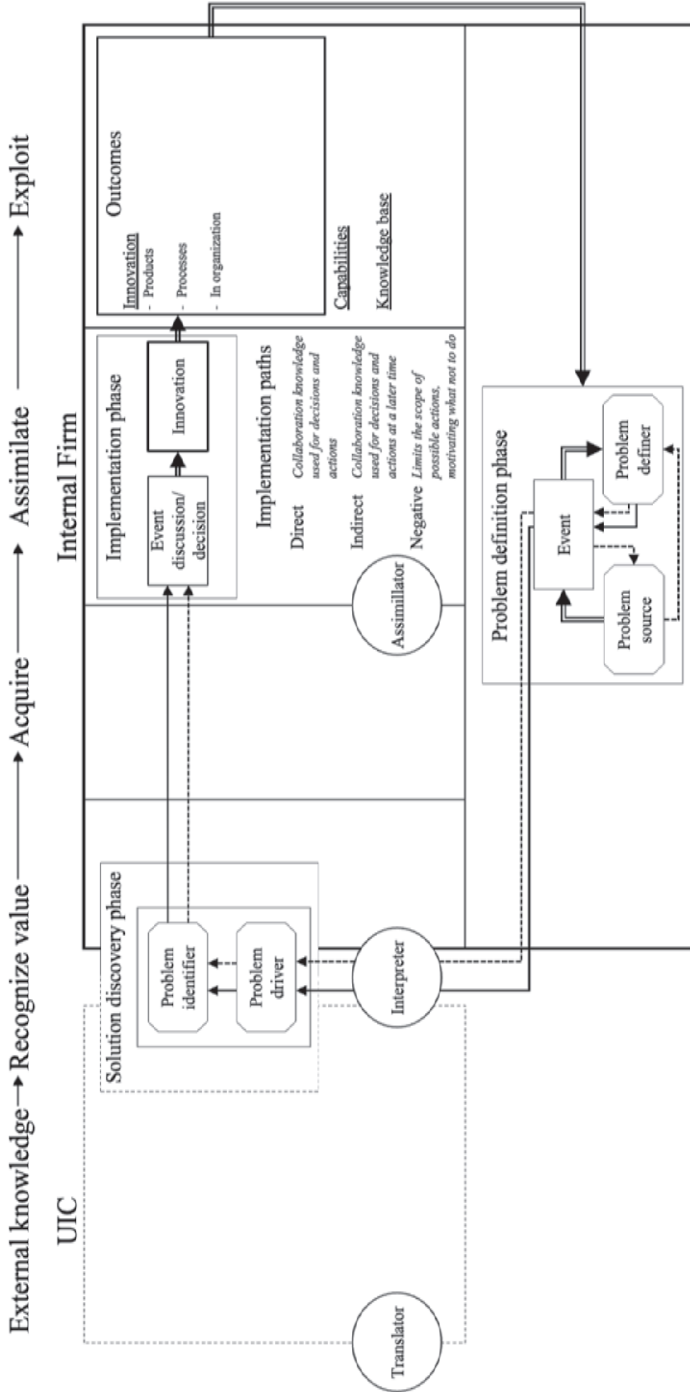 External knowledge Recognize value Acquire Assimilate Exploit
UIC
Internal Firm
Solution discovery phase
Problem
identifier
Problem
driver
Translator
Interpreter
Assimillator
Implementation phase
Event
discussion/
decision
Innovation
Implementation paths
Direct
Collaboration knowledge
used for decisions and
actions
Indirect
Collaboration knowledge
used for decisions and
actions at a later time
Negative
Limits the scope of
possible actions,
motivating what not to do
Outcomes
Innovation
- Products
- Processes
- In organization
Capabilities
Knowledge base
Problem definition phase
Event
Problem
source
Problem
definer